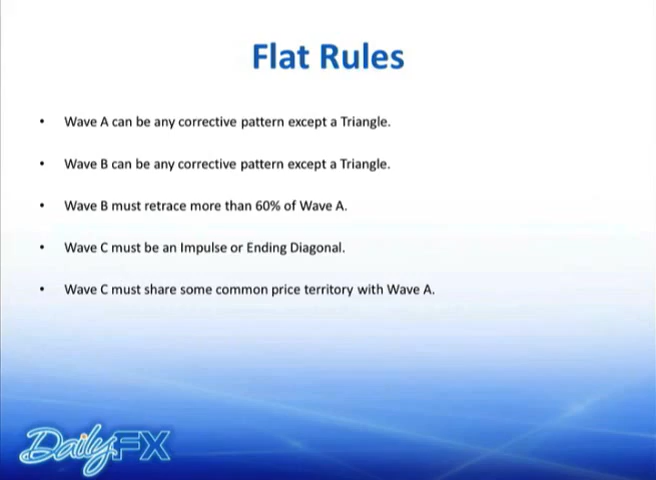 Flat Rules
• Wave A can be any corrective pattern except a Triangle.
• Wave B can be any corrective pattern except a Triangle.
• Wave B must retrace more than 60% of Wave A.
• Wave C must be an Impulse or Ending Diagonal.
• Wave C must share some common price territory with Wave A.
DailyFX